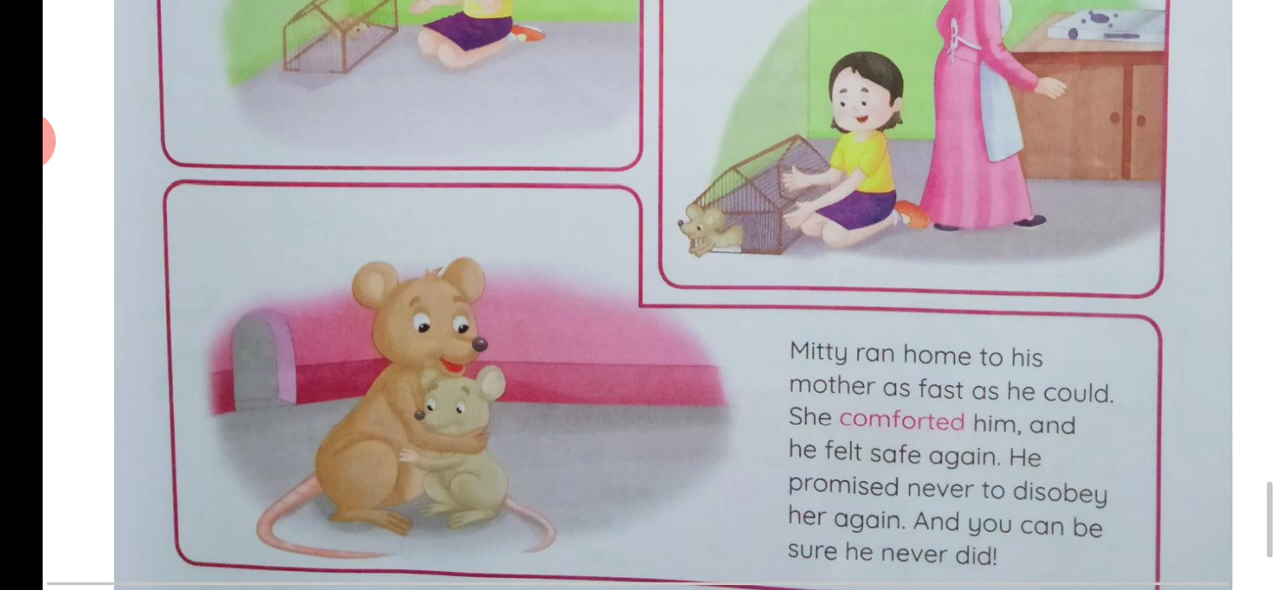 Mitty ran home to his
mother as fast as he could.
She comforted him, and
he felt safe again. He
promised never to disobey
her again. And you can be
sure he never did!